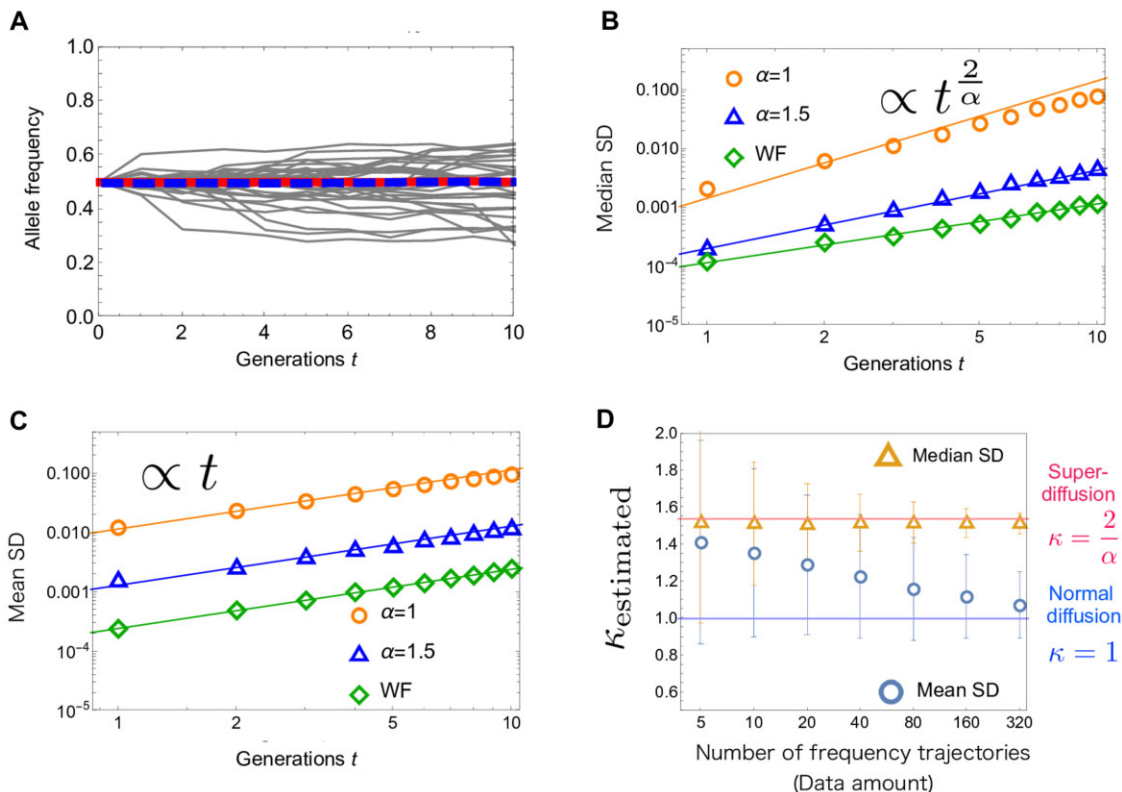 A
Allele frequency
1.0
0.8
0.6
0.4
0.2
0.0
0 2 4 6 8 10
Generations t
B
Median SD
0.100
0.010
0.001
10⁻⁴
10⁻⁵
α=1
α=1.5
WF
∝ t^{2/α}
1 2 5 10
Generations t
C
Mean SD
0.100
0.010
0.001
10⁻⁴
10⁻⁵
∝ t
α=1
α=1.5
WF
1 2 5 10
Generations t
D
κestimated
2.0
1.8
1.6
1.4
1.2
1.0
0.8
0.6
Median SD
Mean SD
5 10 20 40 80 160 320
Number of frequency trajectories
(Data amount)
Super-
diffusion
κ = 2/α
Normal
diffusion
κ = 1